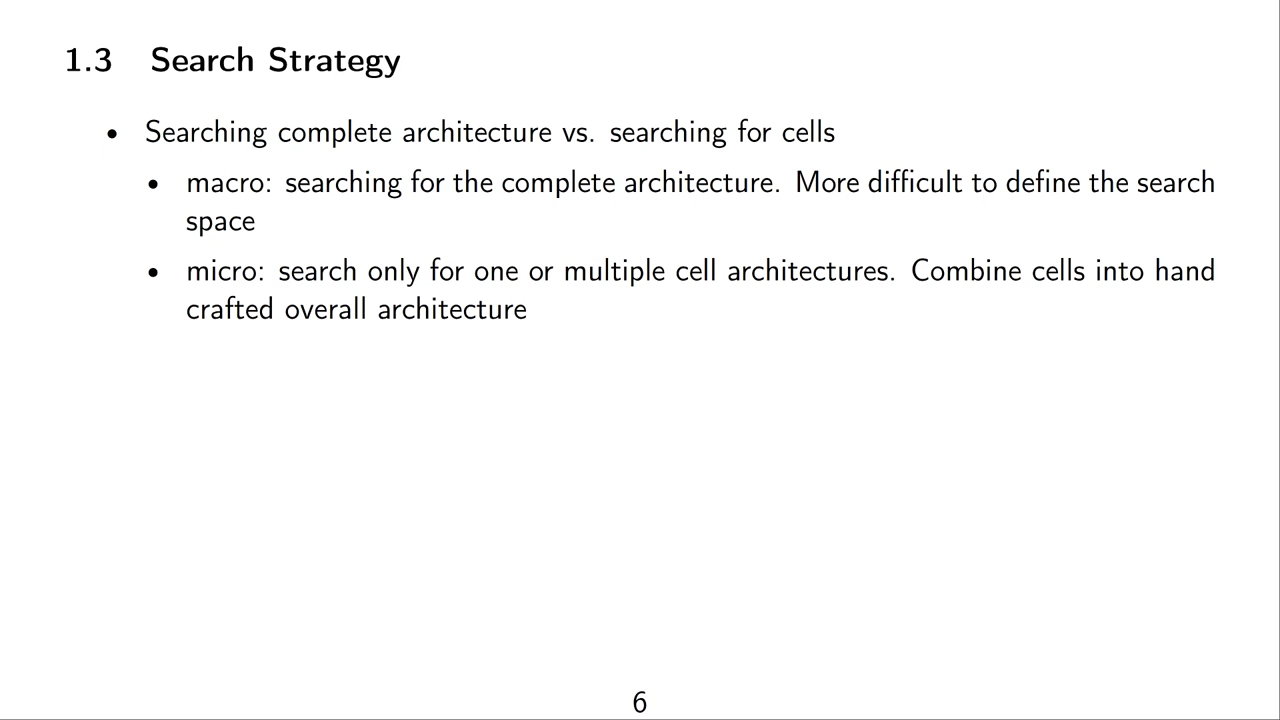 1.3 Search Strategy
• Searching complete architecture vs. searching for cells
• macro: searching for the complete architecture. More difficult to define the search
space
• micro: search only for one or multiple cell architectures. Combine cells into hand
crafted overall architecture
6